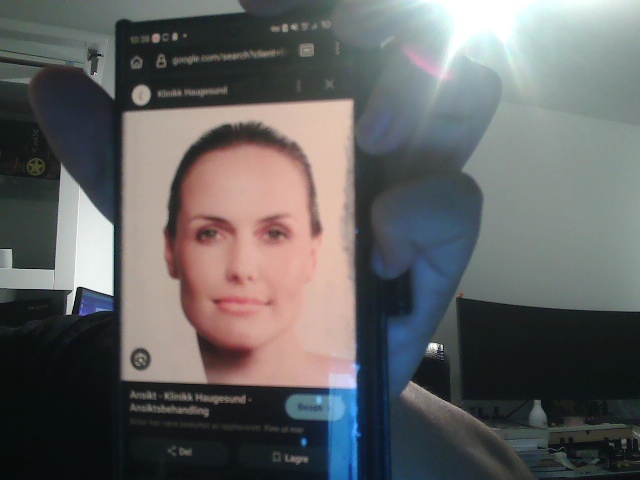 google.com/search?client=
Klinikk Haugesund
Ansikt - Klinikk Haugesund -
Ansiktsbehandling
Besøk
Del
Lagre